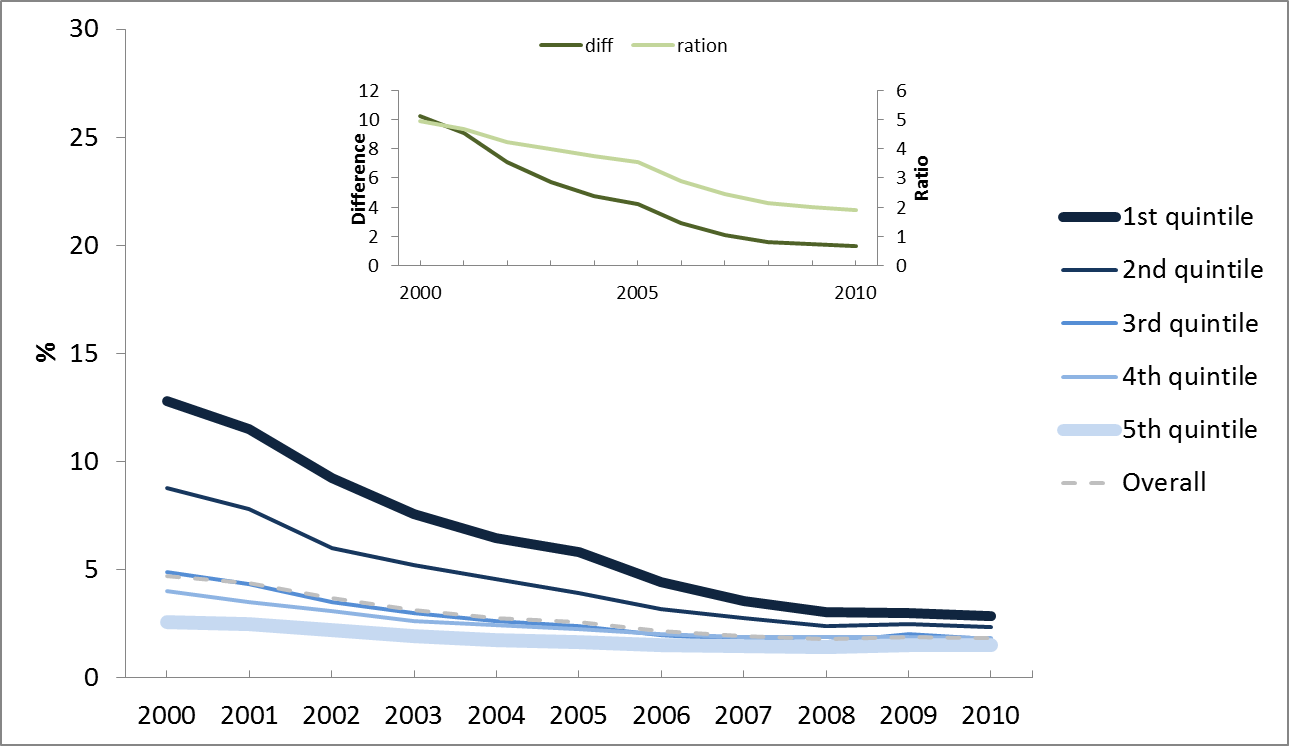 diff ration
12
10
8
6
4
2
0
Difference
6
5
4
3
2
1
0
Ratio
2000 2005 2010
30
25
20
15
10
5
0
%
2000 2001 2002 2003 2004 2005 2006 2007 2008 2009 2010
1st quintile
2nd quintile
3rd quintile
4th quintile
5th quintile
Overall